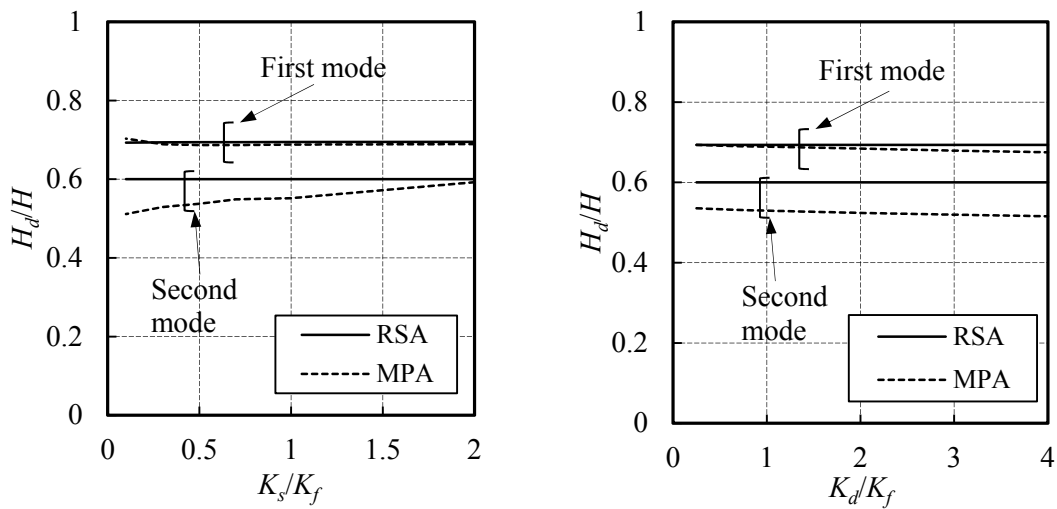 1
0.8
0.6
0.4
0.2
0
H_d/H
First mode
Second
mode
RSA
MPA
0
0.5
1
1.5
2
K_s/K_f
1
0.8
0.6
0.4
0.2
0
H_d/H
First mode
Second
mode
RSA
MPA
0
1
2
3
4
K_d/K_f